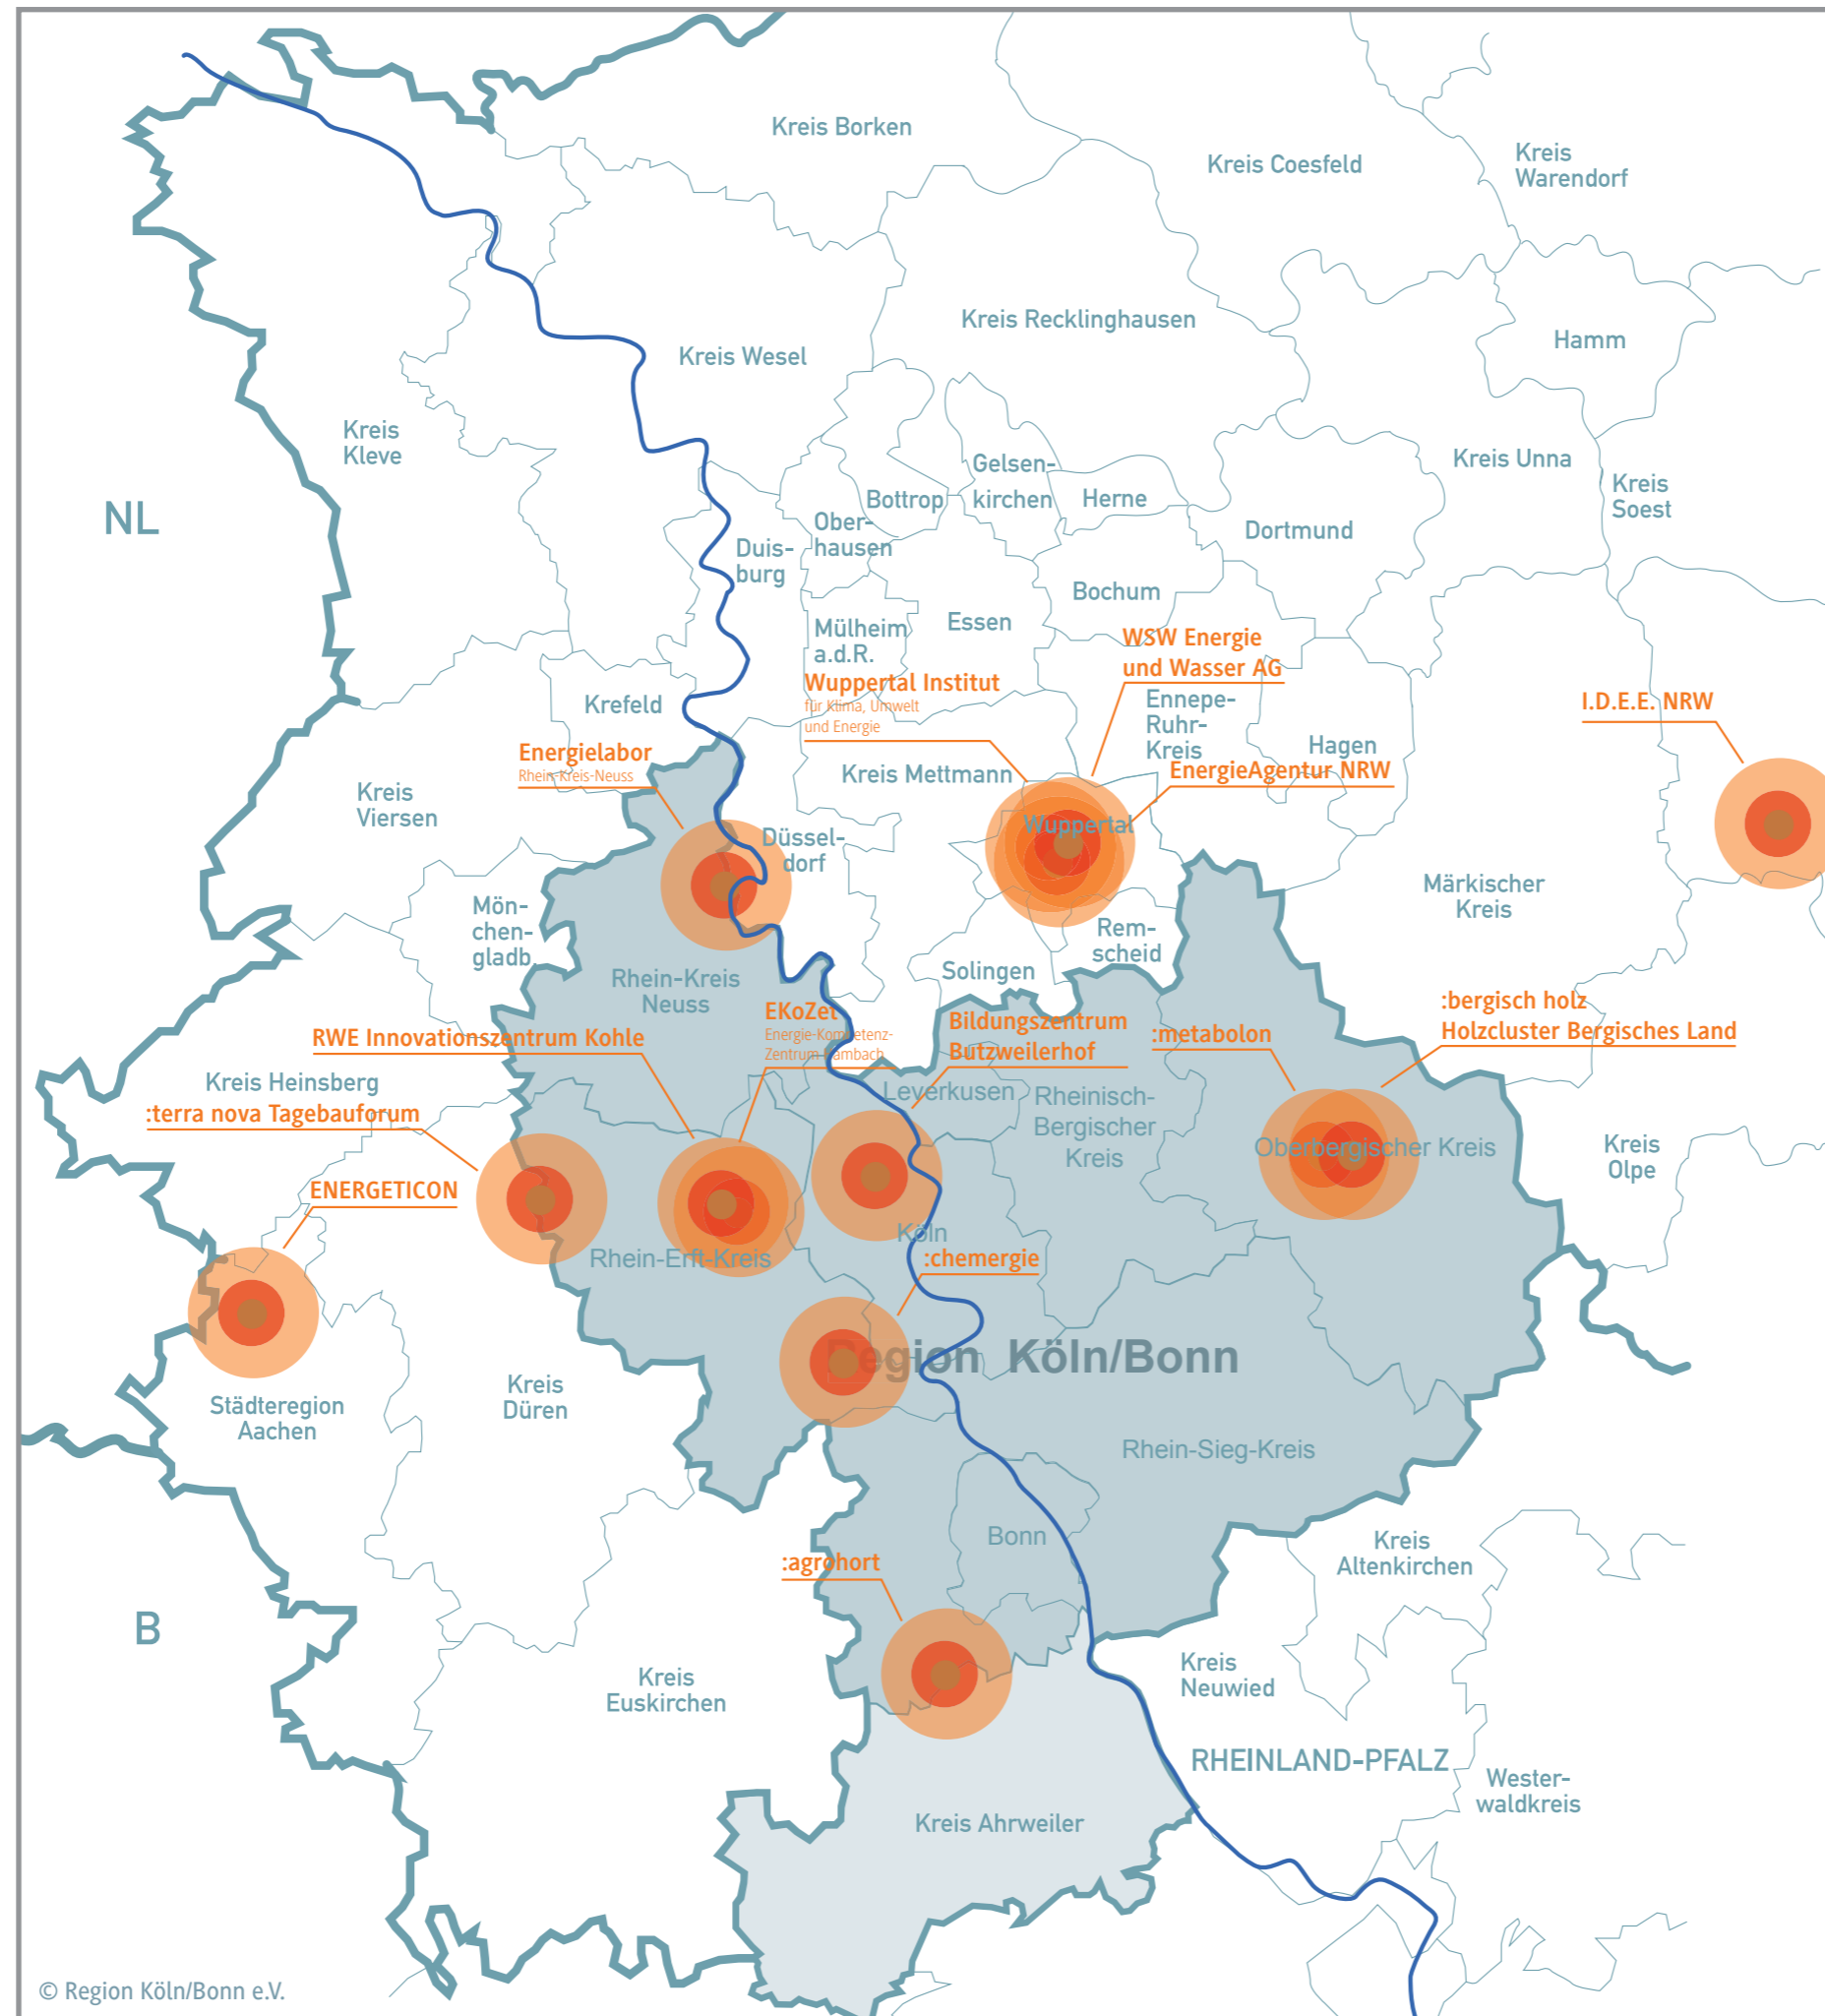 Kreis Borken
Kreis Coesfeld
Kreis
Warendorf
Kreis Recklinghausen
Hamm
Kreis Wesel
Kreis
Kleve
Kreis Unna
Gelsen-
kirchen
Bottrop
Herne
Kreis
Soest
NL
Ober-
hausen
Dortmund
Duis-
burg
Bochum
Mülheim
a.d.R.
Essen
WSW Energie
und Wasser AG
Wuppertal Institut
für Klima, Umwelt
und Energie
Krefeld
Ennepe-
Ruhr-
Kreis
I.D.E.E. NRW
Energielabor
Rhein-Kreis-Neuss
Hagen
Kreis Mettmann
EnergieAgentur NRW
Kreis
Viersen
Wuppertal
Düssel-
dorf
Märkischer
Kreis
Mön-
chen-
gladb.
Rem-
scheid
Solingen
Rhein-Kreis
Neuss
EKoZet
Energie-Kompetenz-
Zentrum Hambach
Bildungszentrum
Butzweilerhof
:metabolon
:bergisch holz
Holzcluster Bergisches Land
RWE Innovationszentrum Kohle
Kreis Heinsberg
:terra nova Tagebauforum
Leverkusen
Rheinisch-
Bergischer
Kreis
Oberbergischer Kreis
Kreis
Olpe
ENERGETICON
Köln
Rhein-Erft-Kreis
:chemergie
Region Köln/Bonn
Kreis
Düren
Städteregion
Aachen
Rhein-Sieg-Kreis
Bonn
Kreis
Altenkirchen
:agrohort
B
Kreis
Euskirchen
Kreis
Neuwied
RHEINLAND-PFALZ
Wester-
waldkreis
Kreis Ahrweiler
© Region Köln/Bonn e.V.